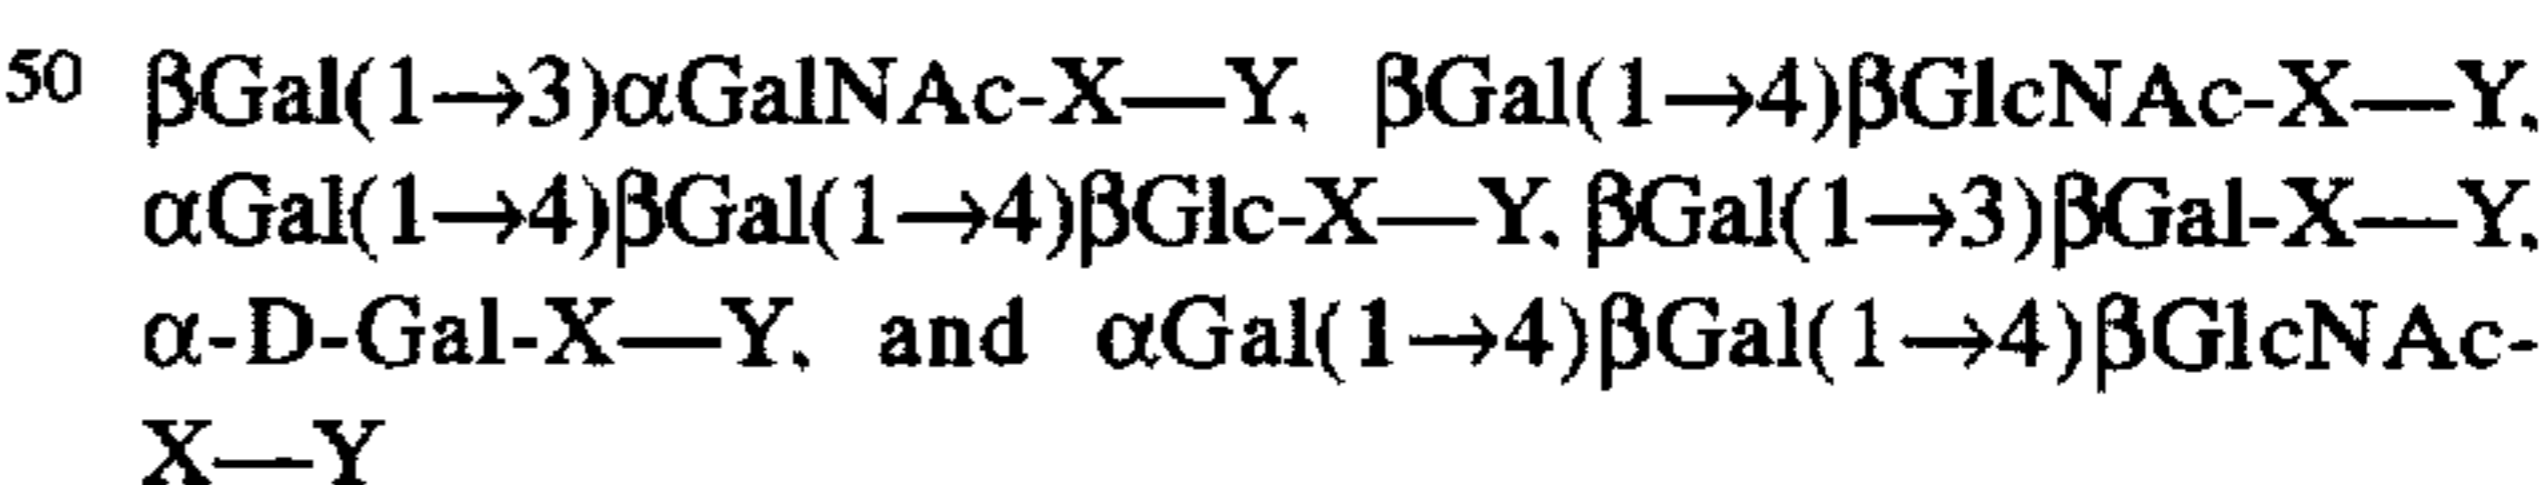 50 βGal(1→3)αGalNAc-X—Y, βGal(1→4)βGlcNAc-X—Y,
αGal(1→4)βGal(1→4)βGlc-X—Y, βGal(1→3)βGal-X—Y,
α-D-Gal-X—Y, and αGal(1→4)βGal(1→4)βGlcNAc-
X—Y